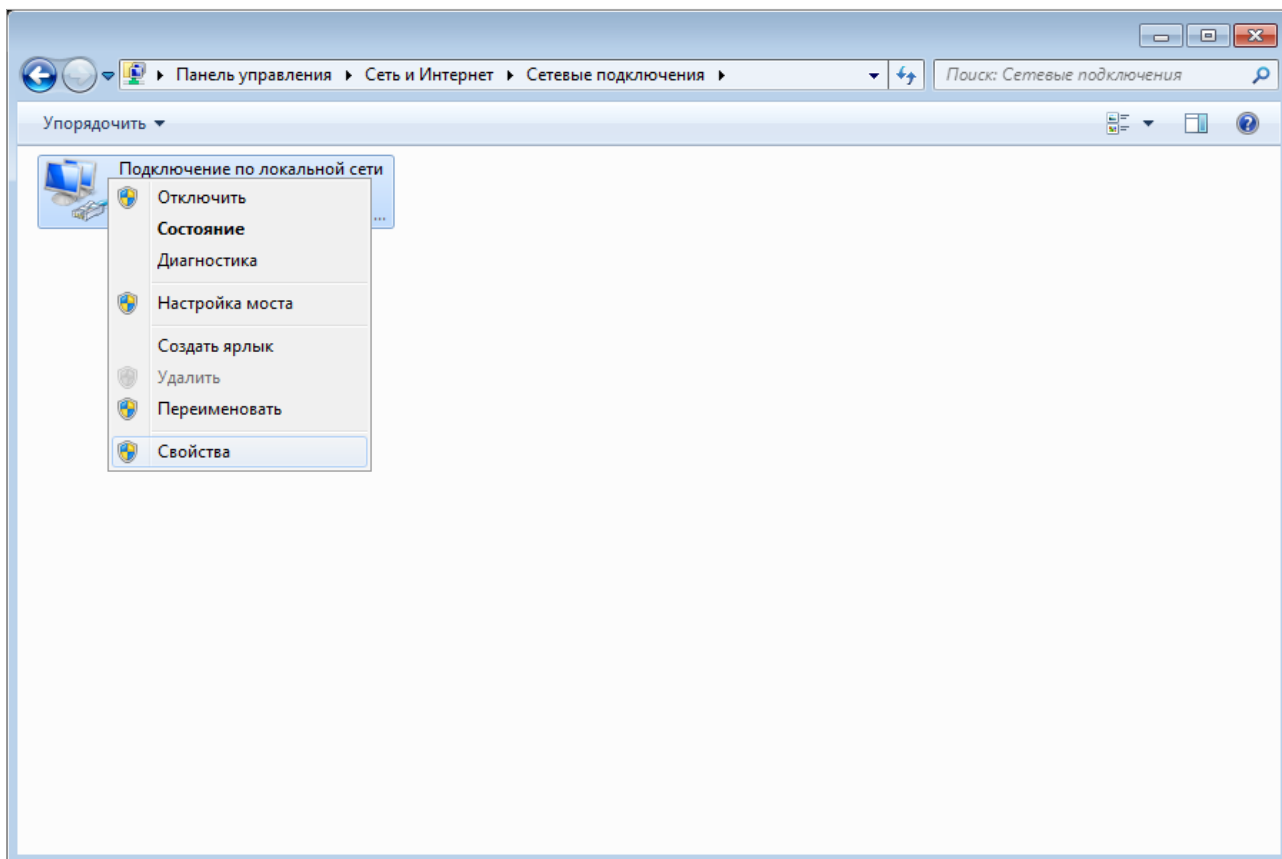 Панель управления Сеть и Интернет Сетевые подключения
Поиск: Сетевые подключения
Упорядочить
Подключение по локальной сети
...
Отключить
Состояние
Диагностика
Настройка моста
Создать ярлык
Удалить
Переименовать
Свойства